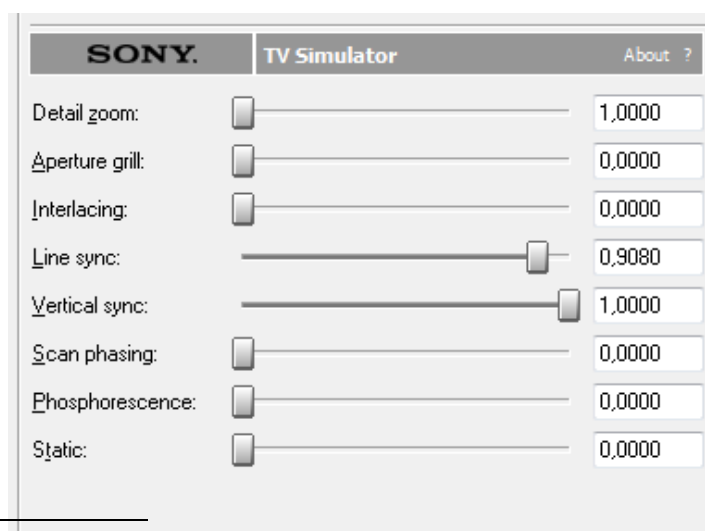 SONY. TV Simulator About ?
Detail zoom: 1,0000
Aperture grill: 0,0000
Interlacing: 0,0000
Line sync: 0,9080
Vertical sync: 1,0000
Scan phasing: 0,0000
Phosphorescence: 0,0000
Static: 0,0000